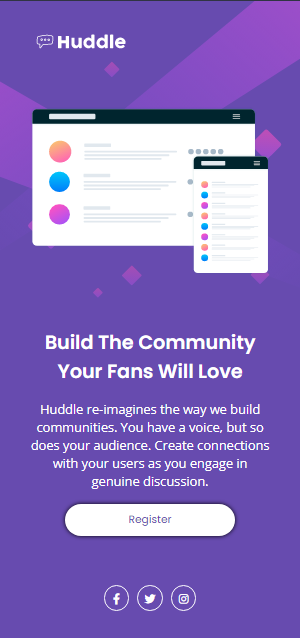 Huddle
Build The Community
Your Fans Will Love
Huddle re-imagines the way we build
communities. You have a voice, but so
does your audience. Create connections
with your users as you engage in
genuine discussion.
Register